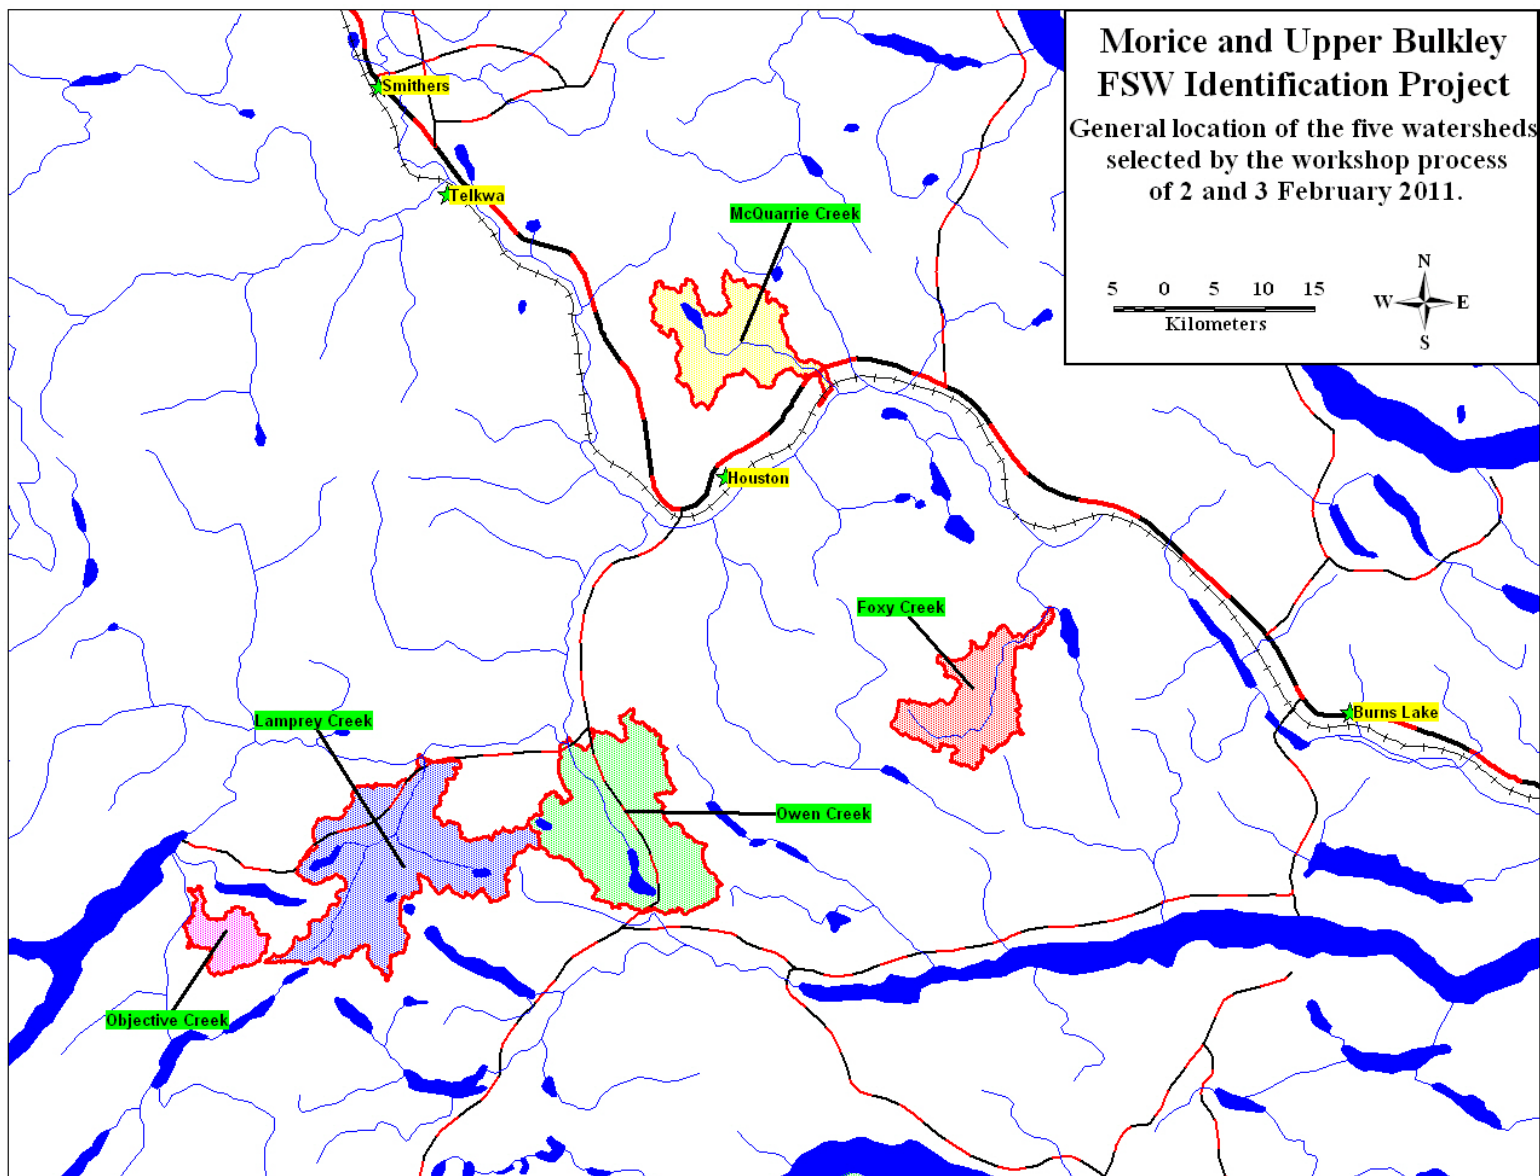 Morice and Upper Bulkley
FSW Identification Project
General location of the five watersheds
selected by the workshop process
of 2 and 3 February 2011.
N
5 0 5 10 15
W E
Kilometers
S
Smithers
Telkwa
McQuarrie Creek
Houston
Foxy Creek
Burns Lake
Lamprey Creek
Owen Creek
Objective Creek